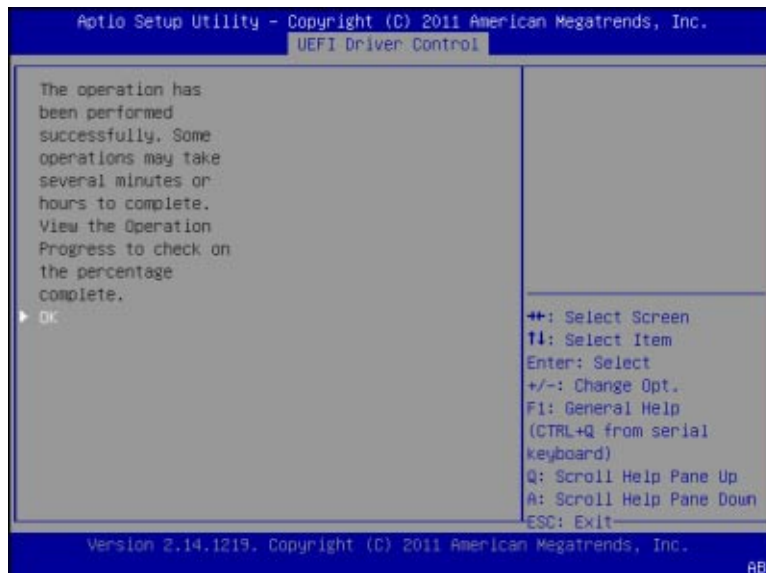 Aptio Setup Utility – Copyright (C) 2011 American Megatrends, Inc.
UEFI Driver Control
The operation has
been performed
successfully. Some
operations may take
several minutes or
hours to complete.
View the Operation
Progress to check on
the percentage
complete.
▶ OK
→←: Select Screen
↑↓: Select Item
Enter: Select
+/-: Change Opt.
F1: General Help
(CTRL+Q from serial
keyboard)
Q: Scroll Help Pane Up
A: Scroll Help Pane Down
ESC: Exit
Version 2.14.1219. Copyright (C) 2011 American Megatrends, Inc.
AB